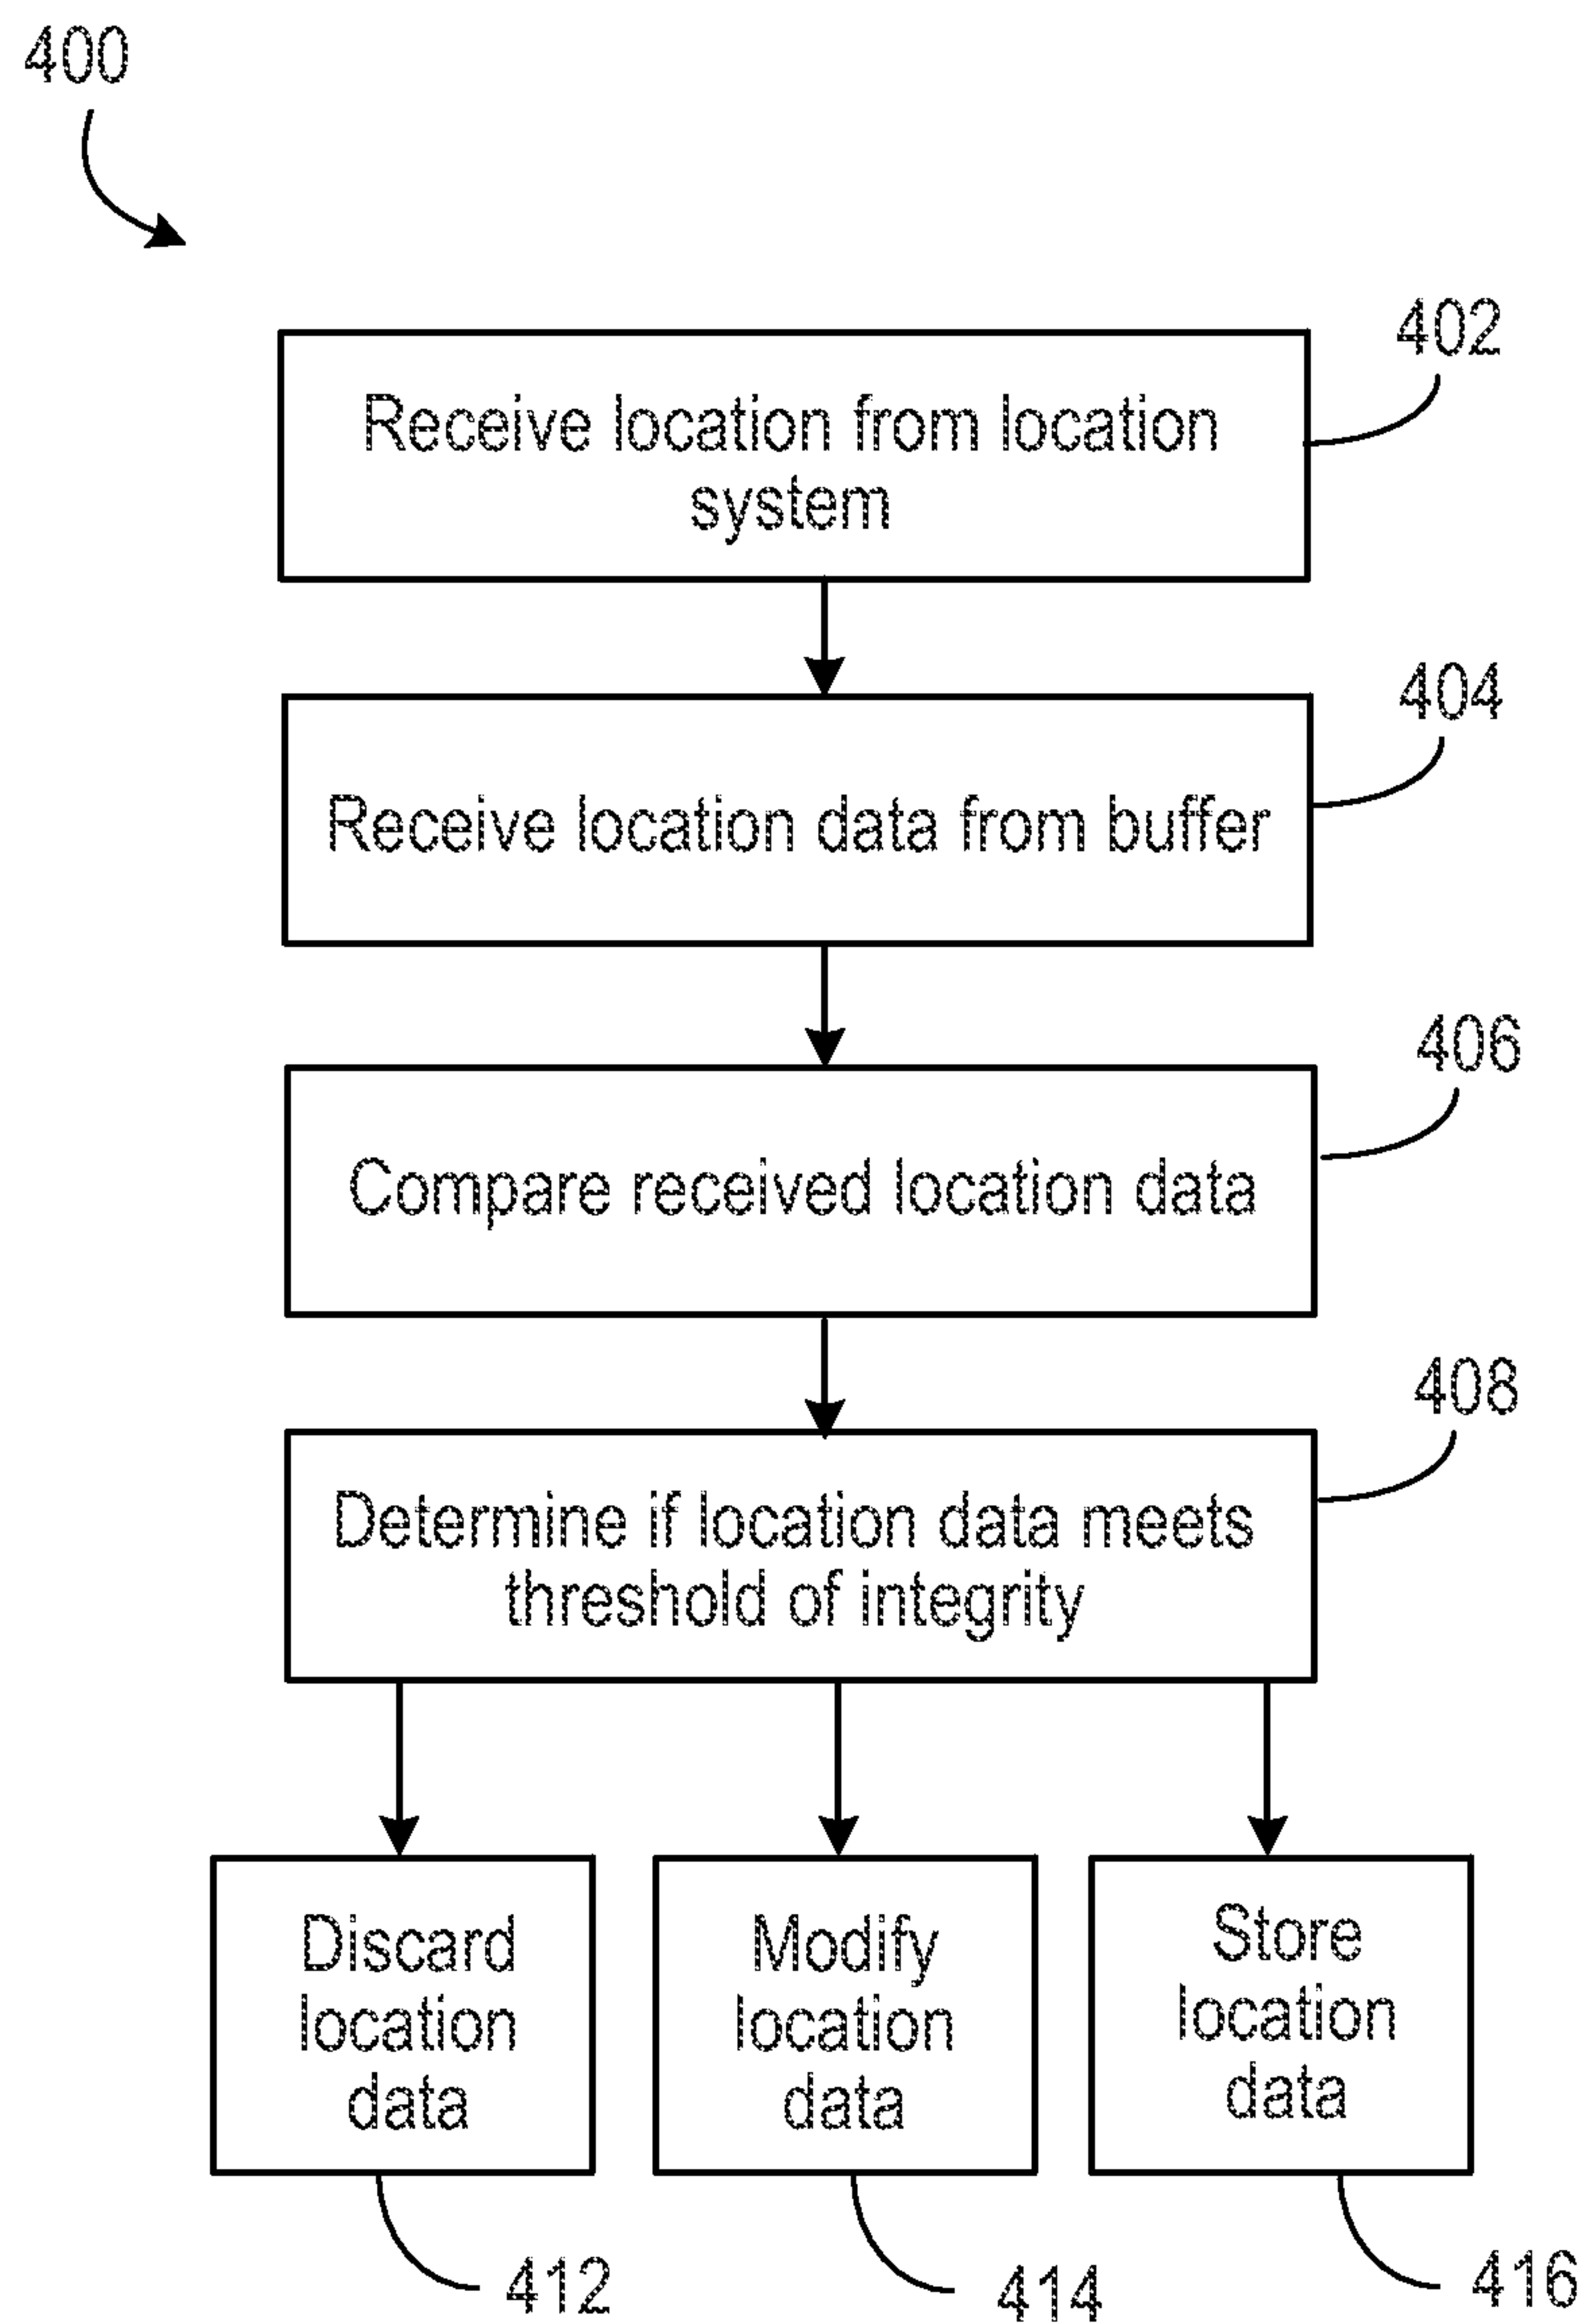 400
402
Receive location from location
system
404
Receive location data from buffer
406
Compare received location data
408
Determine if location data meets
threshold of integrity
Discard
location
data
Modify
location
data
Store
location
data
412
414
416